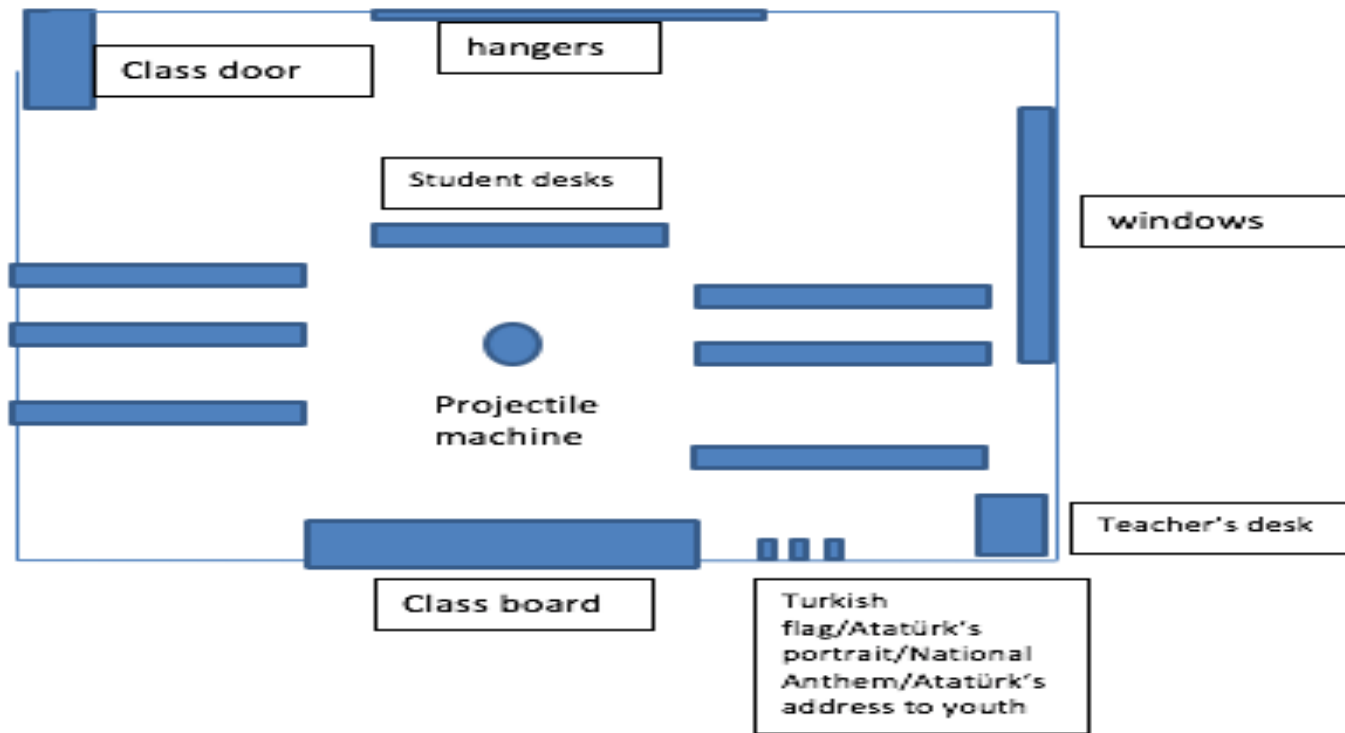 hangers
Class door
Student desks
windows
Projectile
machine
Teacher's desk
Class board
Turkish
flag/Atatürk's
portrait/National
Anthem/Atatürk's
address to youth